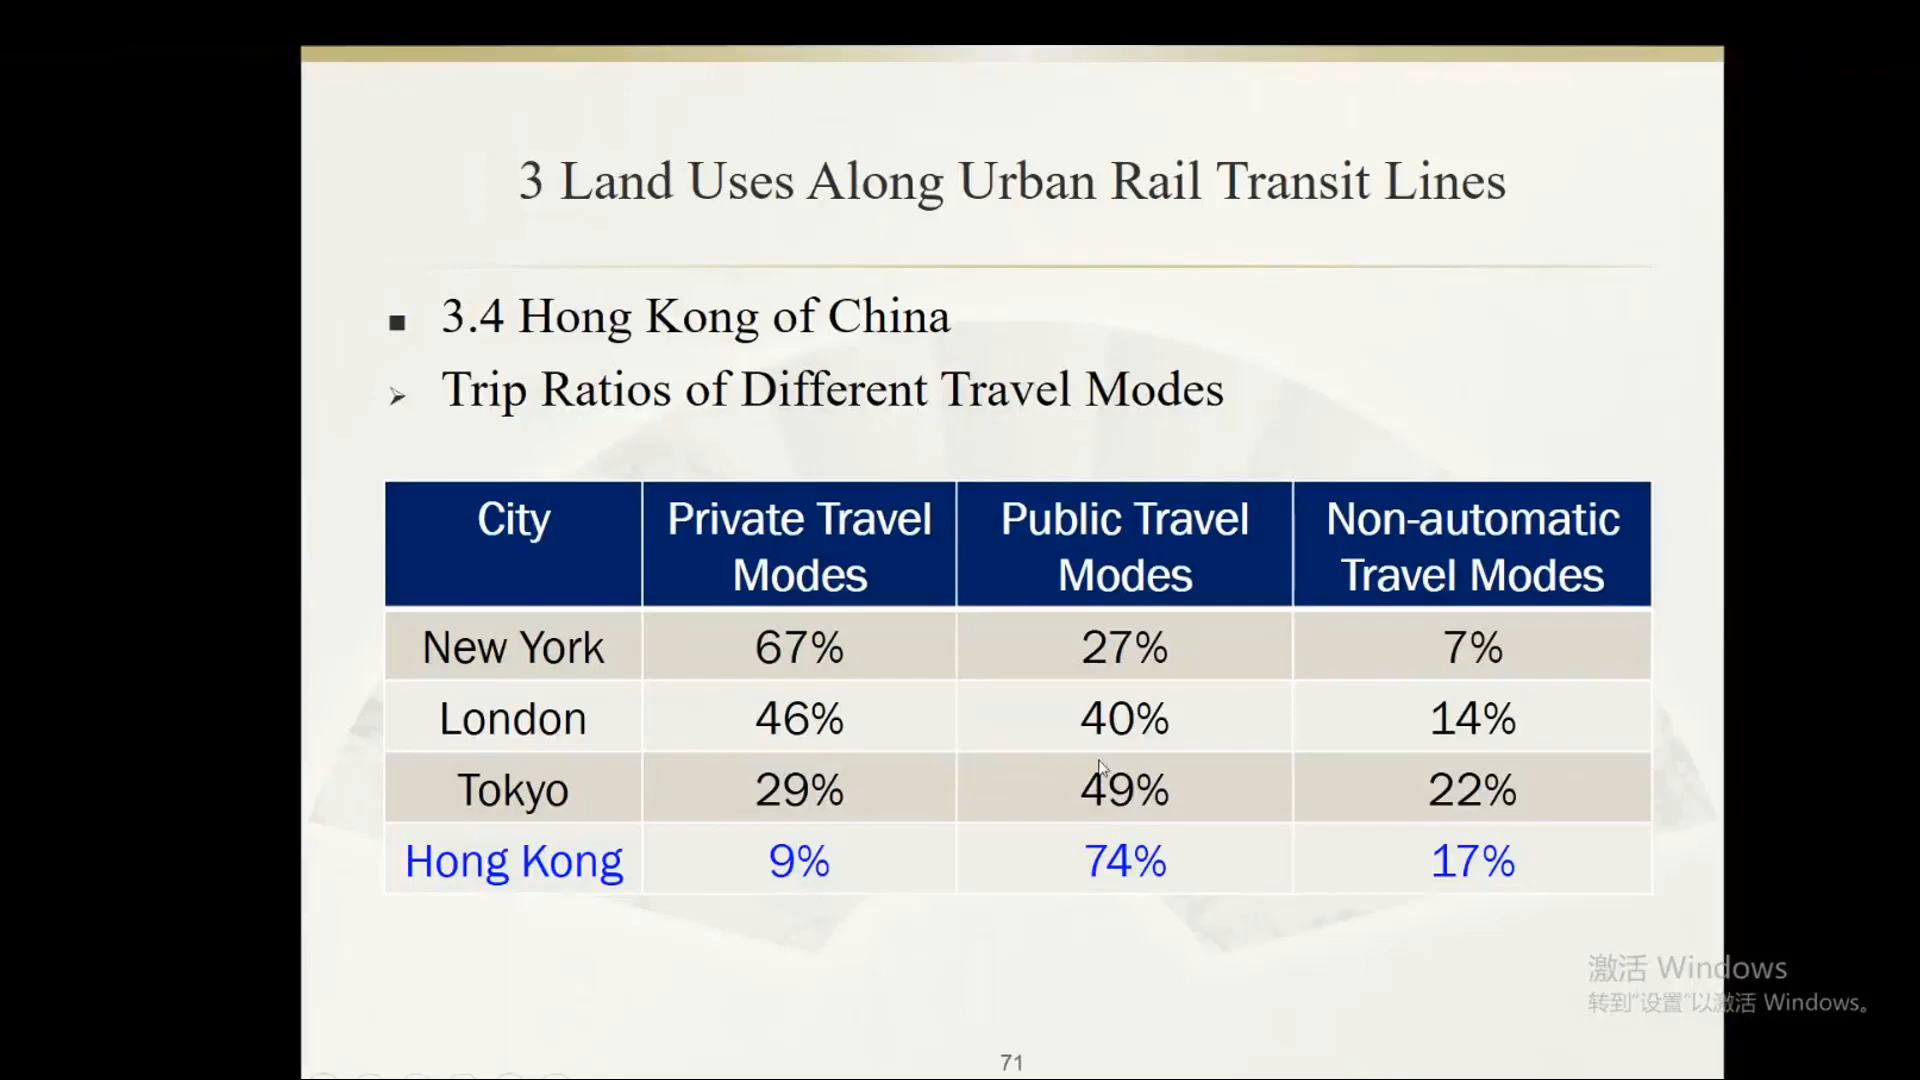 3 Land Uses Along Urban Rail Transit Lines
3.4 Hong Kong of China
Trip Ratios of Different Travel Modes
City Private Travel Modes Public Travel Modes Non-automatic Travel Modes
New York 67% 27% 7%
London 46% 40% 14%
Tokyo 29% 49% 22%
Hong Kong 9% 74% 17%
激活 Windows
转到“设置”以激活 Windows。
71